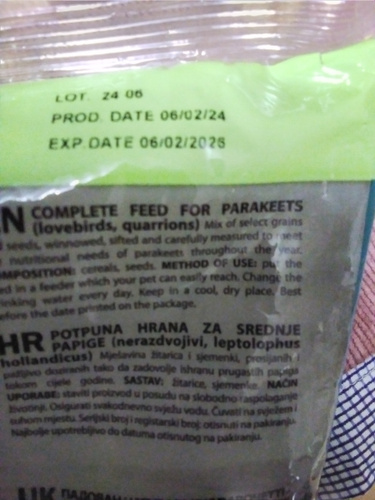 LOT. 24 06
PROD. DATE 06/02/24
EXP.DATE 06/02/2026
EN COMPLETE FEED FOR PARAKEETS
(lovebirds, quarrions) Mix of select grains
seeds, winnowed, sifted and carefully measured to meet
nutritional needs of parakeets throughout the year.
COMPOSITION: cereals, seeds. METHOD OF USE: put the
feed in a feeder which your pet can easily reach. Change the
drinking water every day. Keep in a cool, dry place. Best
before the date printed on the package.
HR POTPUNA HRANA ZA SREDNJE
PAPIGE (nerazdvojivi, leptolophus
hollandicus) Mješavina žitarica i sjemenki, prosijanih i
pažljivo doziranih tako da zadovolje ishranu prugastih papiga
tokom cijele godine. SASTAV: žitarice, sjemenke. NAČIN
UPORABE: staviti proizvod u posudu na slobodno raspolaganje
životinji. Osigurati svakodnevno svježu vodu. Čuvati na svježem i
suhom mjestu. Serijski broj i registarski broj: otisnuti na pakiranju.
Najbolje upotrebljivo do datuma otisnutog na pakiranju.
UK